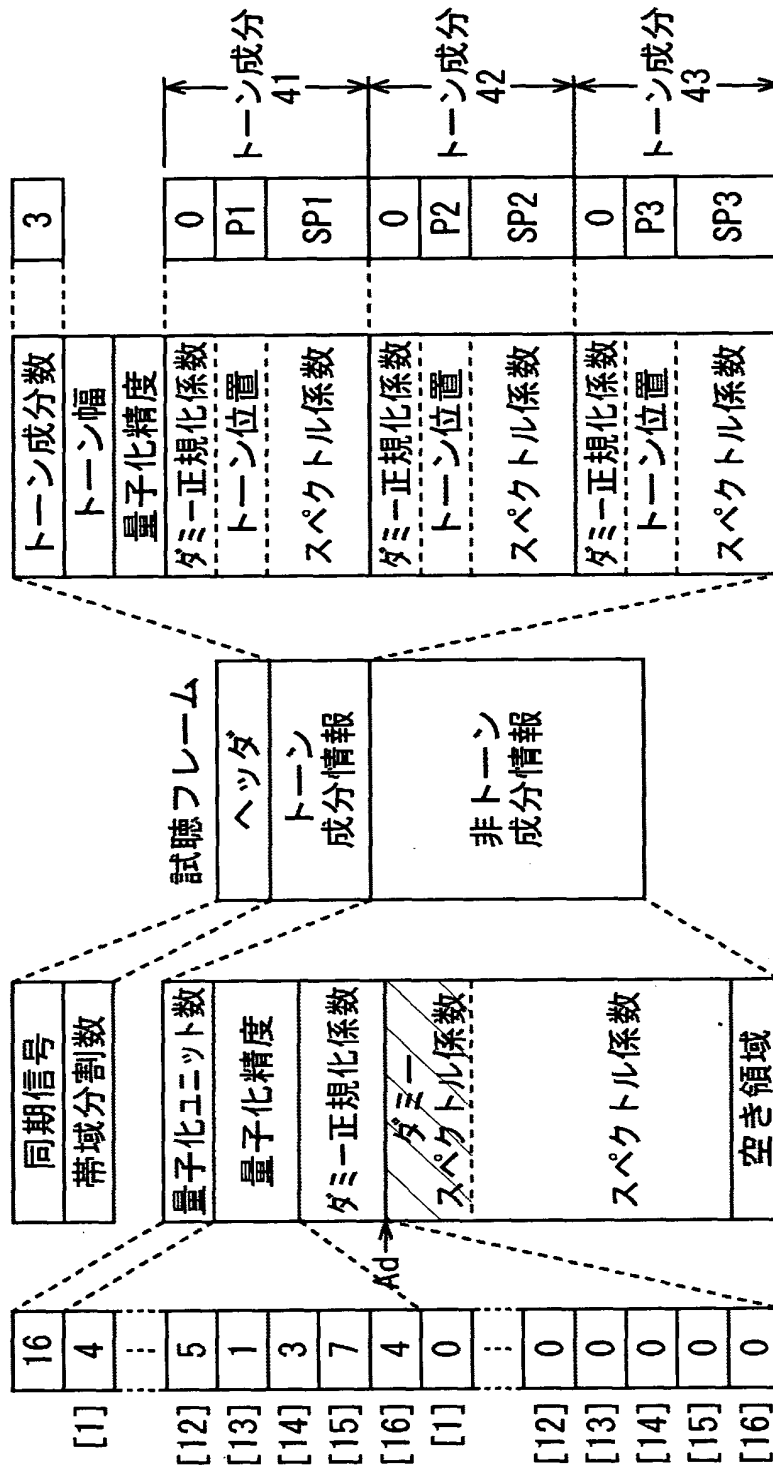 16
4
[1]
5
[12]
1
[13]
3
[14]
7
[15]
4
[16]
0
[1]
0
[12]
0
[13]
0
[14]
0
[15]
0
[16]
同期信号
帯域分割数
量子化ユニット数
量子化精度
ダミー正規化係数
Ad
ダミー
スペクトル係数
スペクトル係数
空き領域
試聴フレーム
ヘッダ
トーン
成分情報
非トーン
成分情報
トーン成分数
トーン幅
量子化精度
ダミー正規化係数
トーン位置
スペクトル係数
ダミー正規化係数
トーン位置
スペクトル係数
ダミー正規化係数
トーン位置
スペクトル係数
3
0
P1
SP1
0
P2
SP2
0
P3
SP3
トーン成分
41
トーン成分
42
トーン成分
43